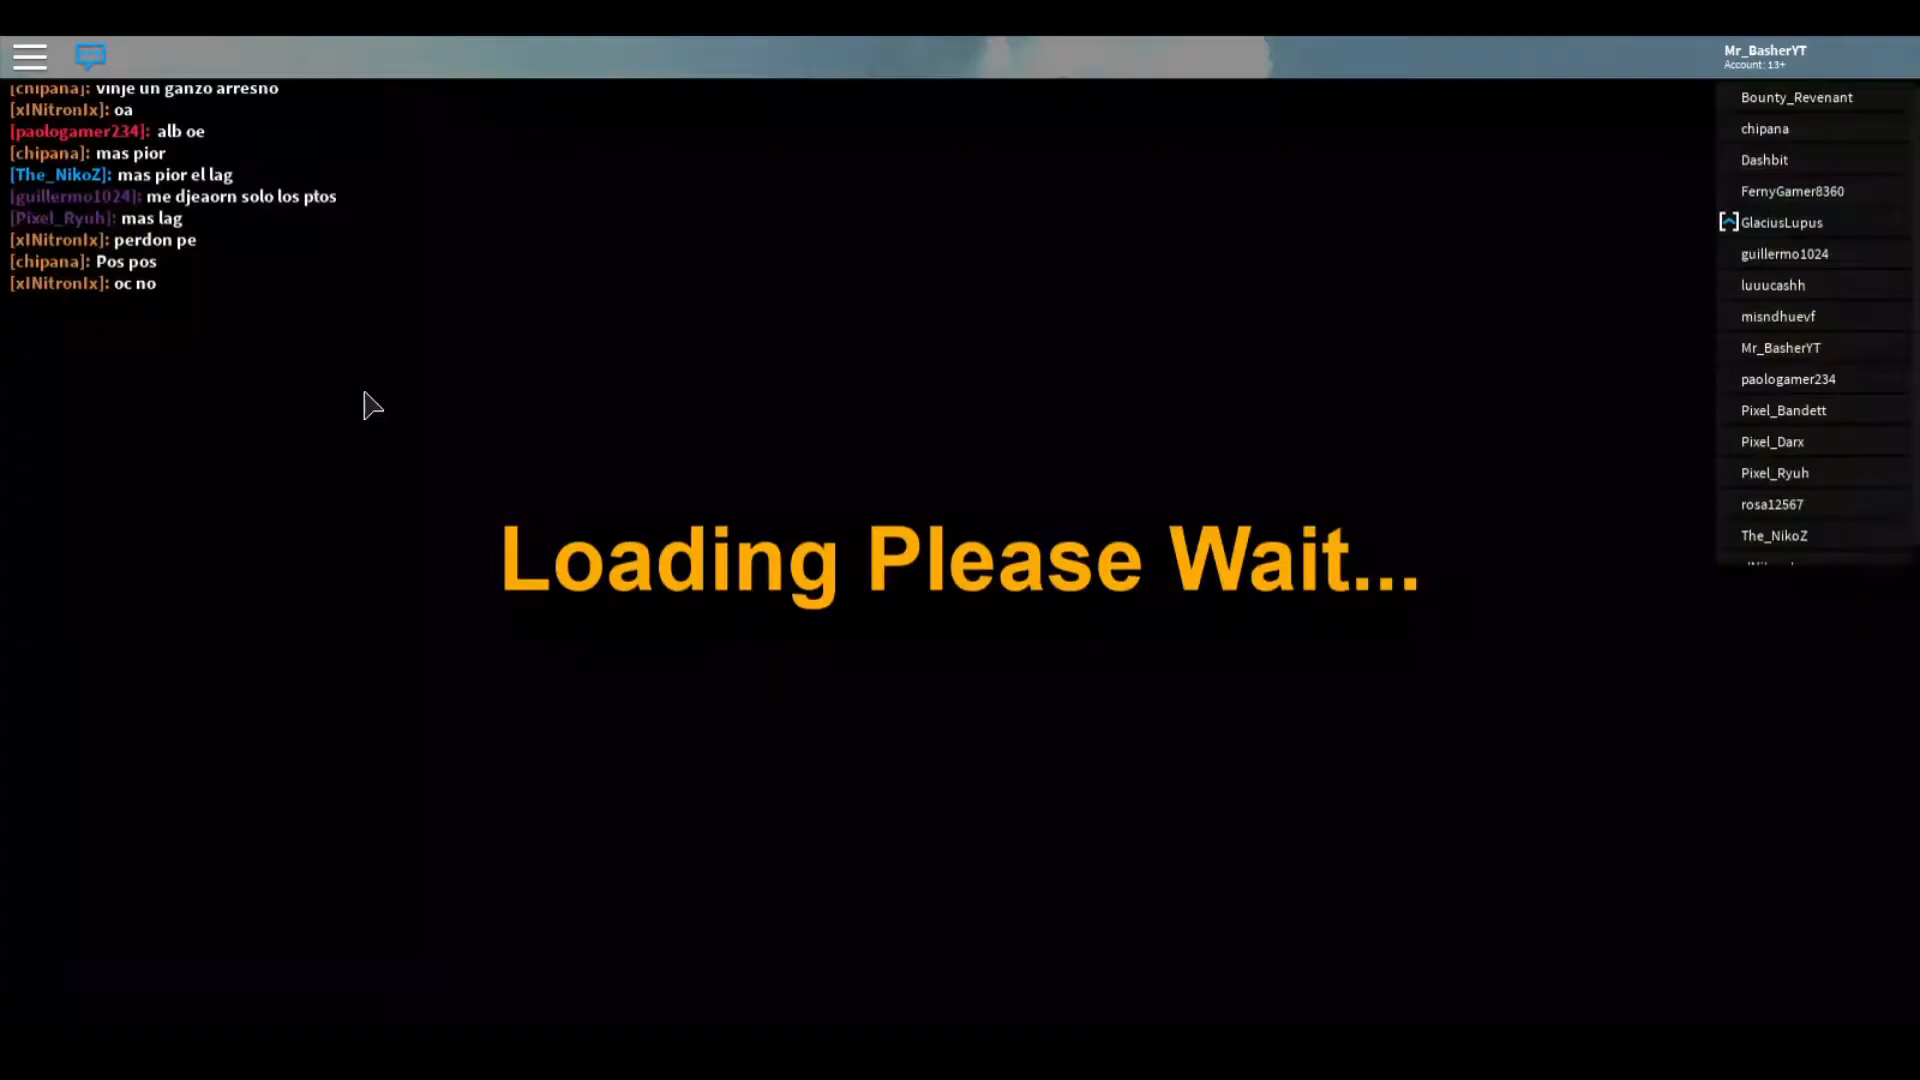 Mr_BasherYT
Account: 13+
[chipana]: vinje un ganzo arresno
[xINitronIx]: oa
[paologamer234]: alb oe
[chipana]: mas pior
[The_NikoZ]: mas pior el lag
[guillermo1024]: me djeaorn solo los ptos
[Pixel_Ryuh]: mas lag
[xINitronIx]: perdon pe
[chipana]: Pos pos
[xINitronIx]: oc no
Bounty_Revenant
chipana
Dashbit
FernyGamer8360
GlaciusLupus
guillermo1024
luuucashh
misndhuevf
Mr_BasherYT
paologamer234
Pixel_Bandett
Pixel_Darx
Pixel_Ryuh
rosa12567
The_NikoZ
Loading Please Wait...